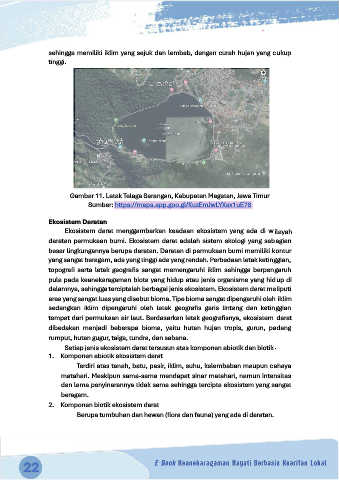 sehingga memiliki iklim yang sejuk dan lembab, dengan curah hujan yang cukup
tinggi.
Gambar 11. Letak Telaga Sarangan, Kabupaten Magetan, Jawa Timur
Sumber:
Ekosistem Daratan
Ekosistem darat menggambarkan keadaan ekosistem yang ada di wilayah
daratan permukaan bumi. Ekosistem darat adalah sistem ekologi yang sebagian
besar lingkungannya berupa daratan. Daratan di permukaan bumi memiliki kontur
yang sangat beragam, ada yang tinggi ada yang rendah. Perbedaan letak ketinggian,
topografi serta letak geografis sangat memengaruhi iklim sehingga berpengaruh
pula pada keanekaragaman biota yang hidup atau jenis organisme yang hidup di
dalamnya, sehingga terciptalah berbagai jenis ekosistem. Ekosistem darat meliputi
area yang sangat luas yang disebut bioma. Tipe bioma sangat dipengaruhi oleh iklim
sedangkan iklim dipengaruhi oleh letak geografis garis lintang dan ketinggian
tempat dari permukaan air laut. Berdasarkan letak geografisnya, ekosistem darat
dibedakan menjadi beberapa bioma, yaitu hutan hujan tropis, gurun, padang
rumput, hutan gugur, taiga, tundra, dan sabana.
Setiap jenis ekosistem darat tersusun atas komponen abiotik dan biotik.
1. Komponen abiotik ekosistem darat
Terdiri atas tanah, batu, pasir, iklim, suhu, kelembaban maupun cahaya
matahari. Meskipun sama-sama mendapat sinar matahari, namun intensitas
dan lama penyinarannya tidak sama sehingga tercipta ekosistem yang sangat
beragam.
2. Komponen biotik ekosistem darat
Berupa tumbuhan dan hewan (flora dan fauna) yang ada di daratan.
22
E-Book Keanekaragaman Hayati Berbasis Kearifan Lokal